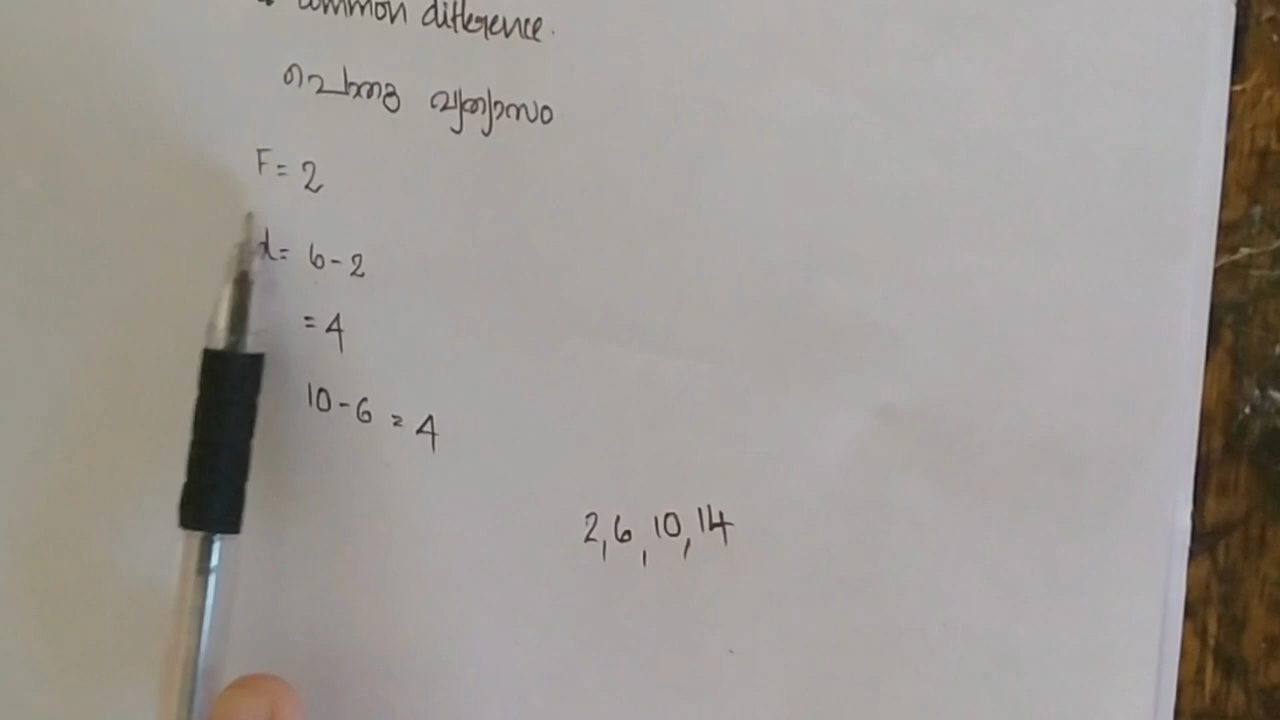 common difference.
പൊതു വ്യത്യാസം
F = 2
d = 6 - 2
= 4
10 - 6 = 4
2, 6, 10, 14